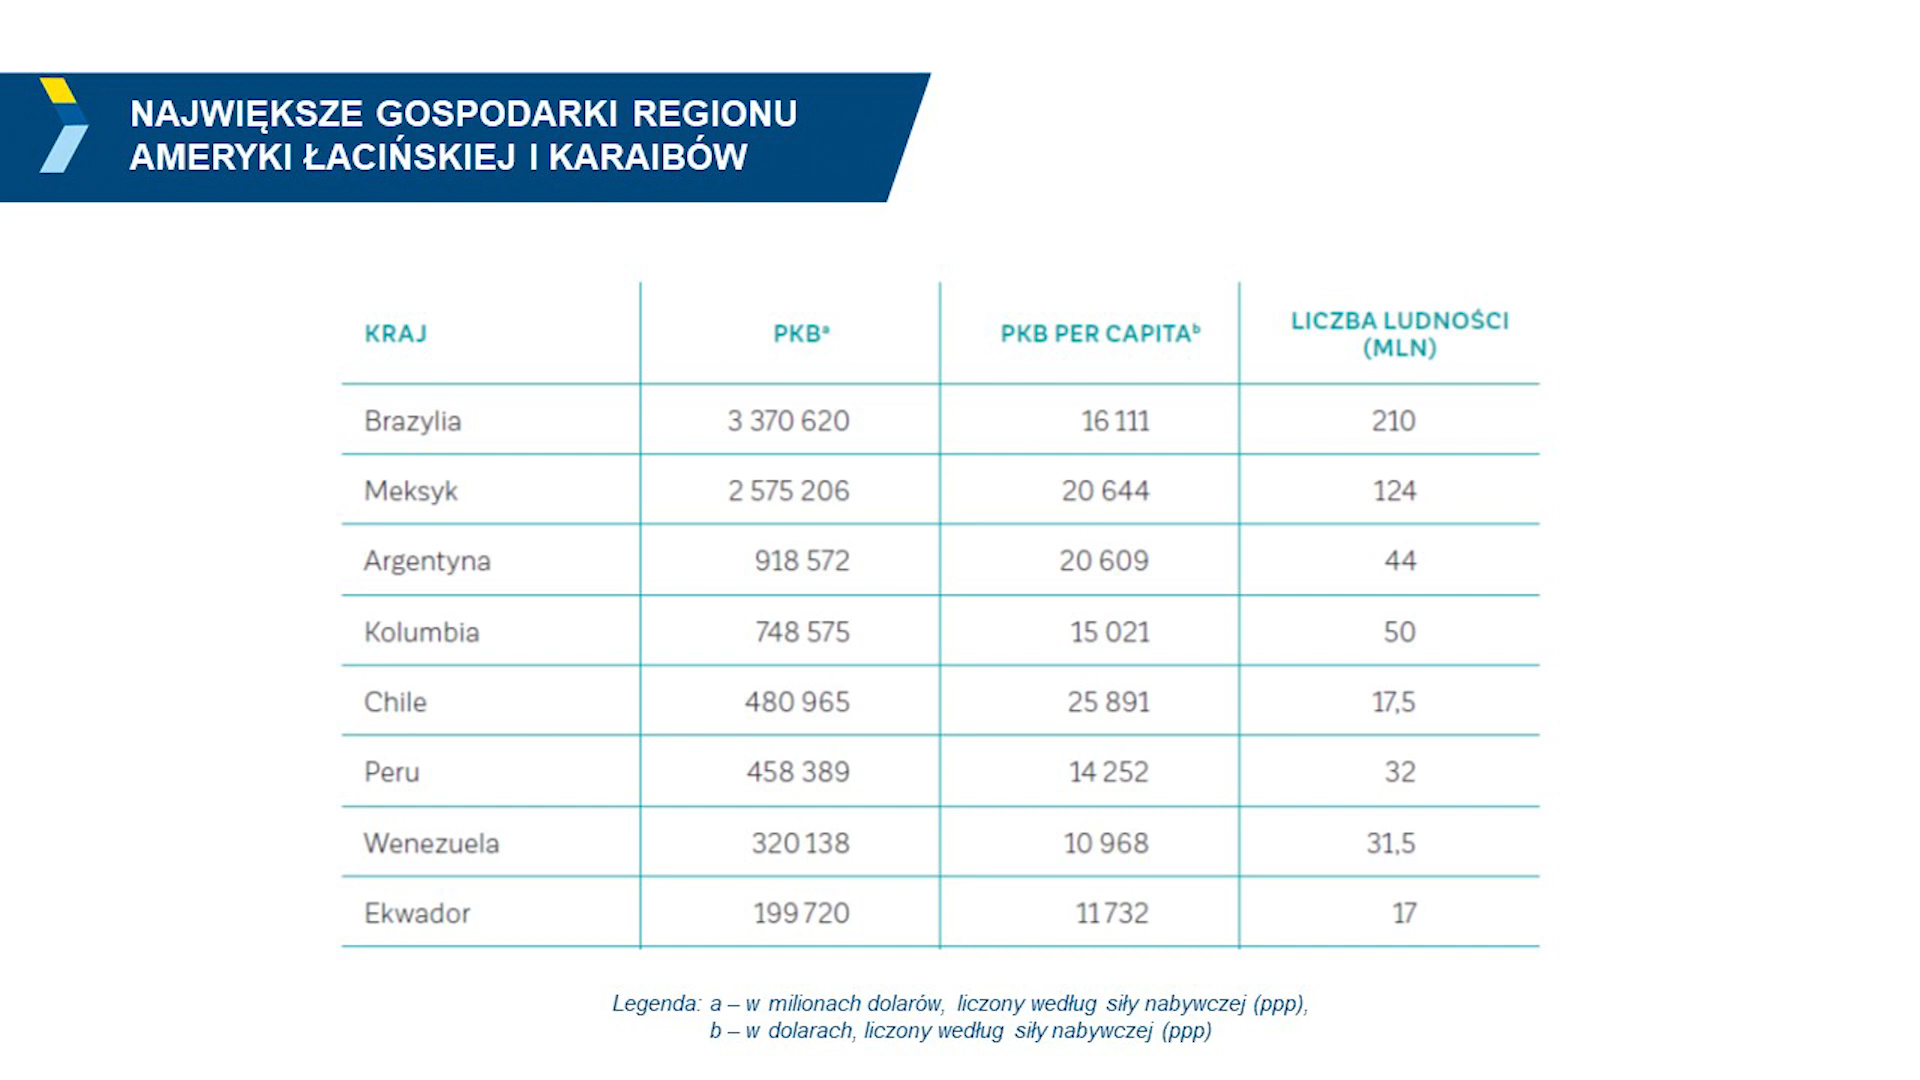 NAJWIĘKSZE GOSPODARKI REGIONU
AMERYKI ŁACIŃSKIEJ I KARAIBÓW
KRAJ PKBᵃ PKB PER CAPITAᵇ LICZBA LUDNOŚCI
(MLN)
Brazylia 3 370 620 16 111 210
Meksyk 2 575 206 20 644 124
Argentyna 918 572 20 609 44
Kolumbia 748 575 15 021 50
Chile 480 965 25 891 17,5
Peru 458 389 14 252 32
Wenezuela 320 138 10 968 31,5
Ekwador 199 720 11 732 17
Legenda: a – w milionach dolarów, liczony według siły nabywczej (ppp),
b – w dolarach, liczony według siły nabywczej (ppp)